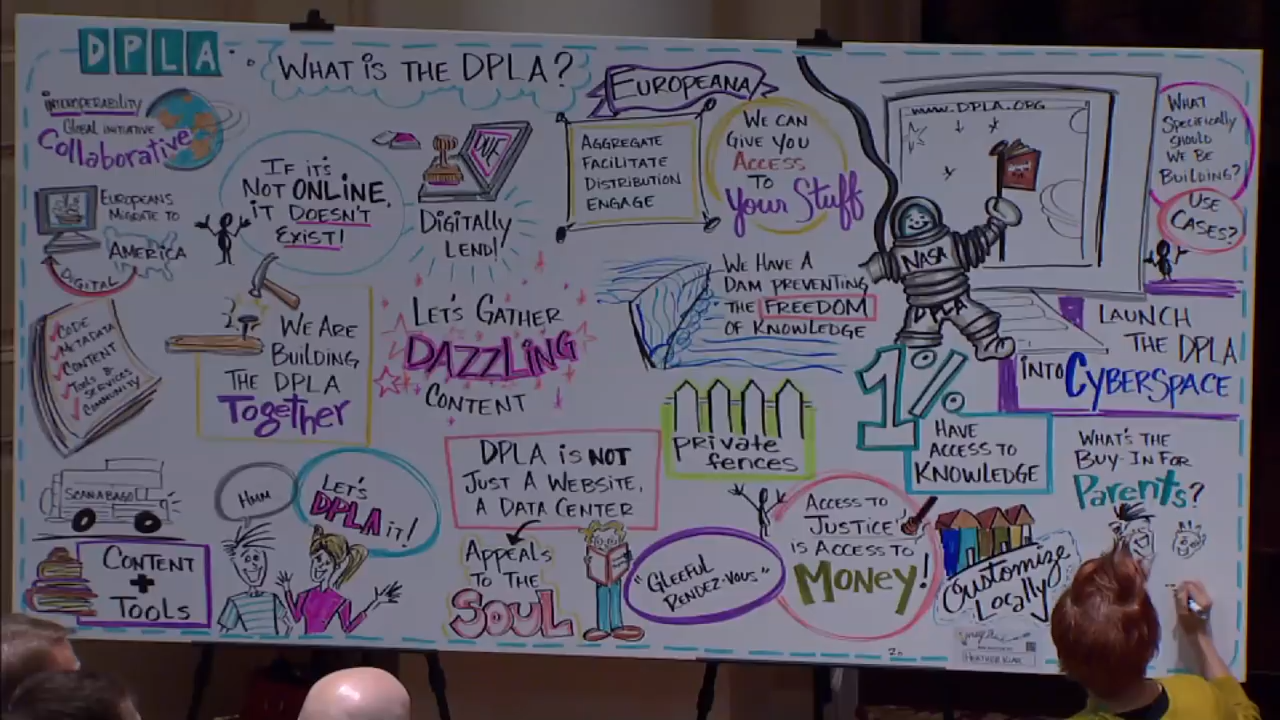 DPLA
WHAT IS THE DPLA?
INTEROPERABILITY
GLOBAL INITIATIVE
Collaborative
EUROPEANS
MIGRATE TO
AMERICA
DIGITAL
IF IT'S
NOT ONLINE,
IT DOESN'T
EXIST!
DIGITALLY
LEND!
EUROPEANA
AGGREGATE
FACILITATE
DISTRIBUTION
ENGAGE
WE CAN
GIVE YOU
ACCESS
TO
Your Stuff
www.DPLA.ORG
NASA
DPLA
WHAT
SPECIFICALLY
SHOULD
WE BE
BUILDING?
USE
CASES?
CODE
METADATA
CONTENT
TOOLS &
SERVICES
COMMUNITY
WE ARE
BUILDING
THE DPLA
Together
LET'S GATHER
DAZZLING
CONTENT
WE HAVE A
DAM PREVENTING
THE FREEDOM
OF KNOWLEDGE
LAUNCH
THE DPLA
INTO CYBERSPACE
private
fences
1%
HAVE
ACCESS TO
KNOWLEDGE
WHAT'S THE
BUY-IN FOR
Parents?
SCANABAGO
CONTENT
+
TOOLS
HMM
LET'S
DPLA IT!
DPLA IS NOT
JUST A WEBSITE,
A DATA CENTER
APPEALS
TO THE
SOUL
"GLEEFUL
RENDEZ-VOUS"
ACCESS TO
JUSTICE
IS ACCESS TO
MONEY!
Customize
Locally